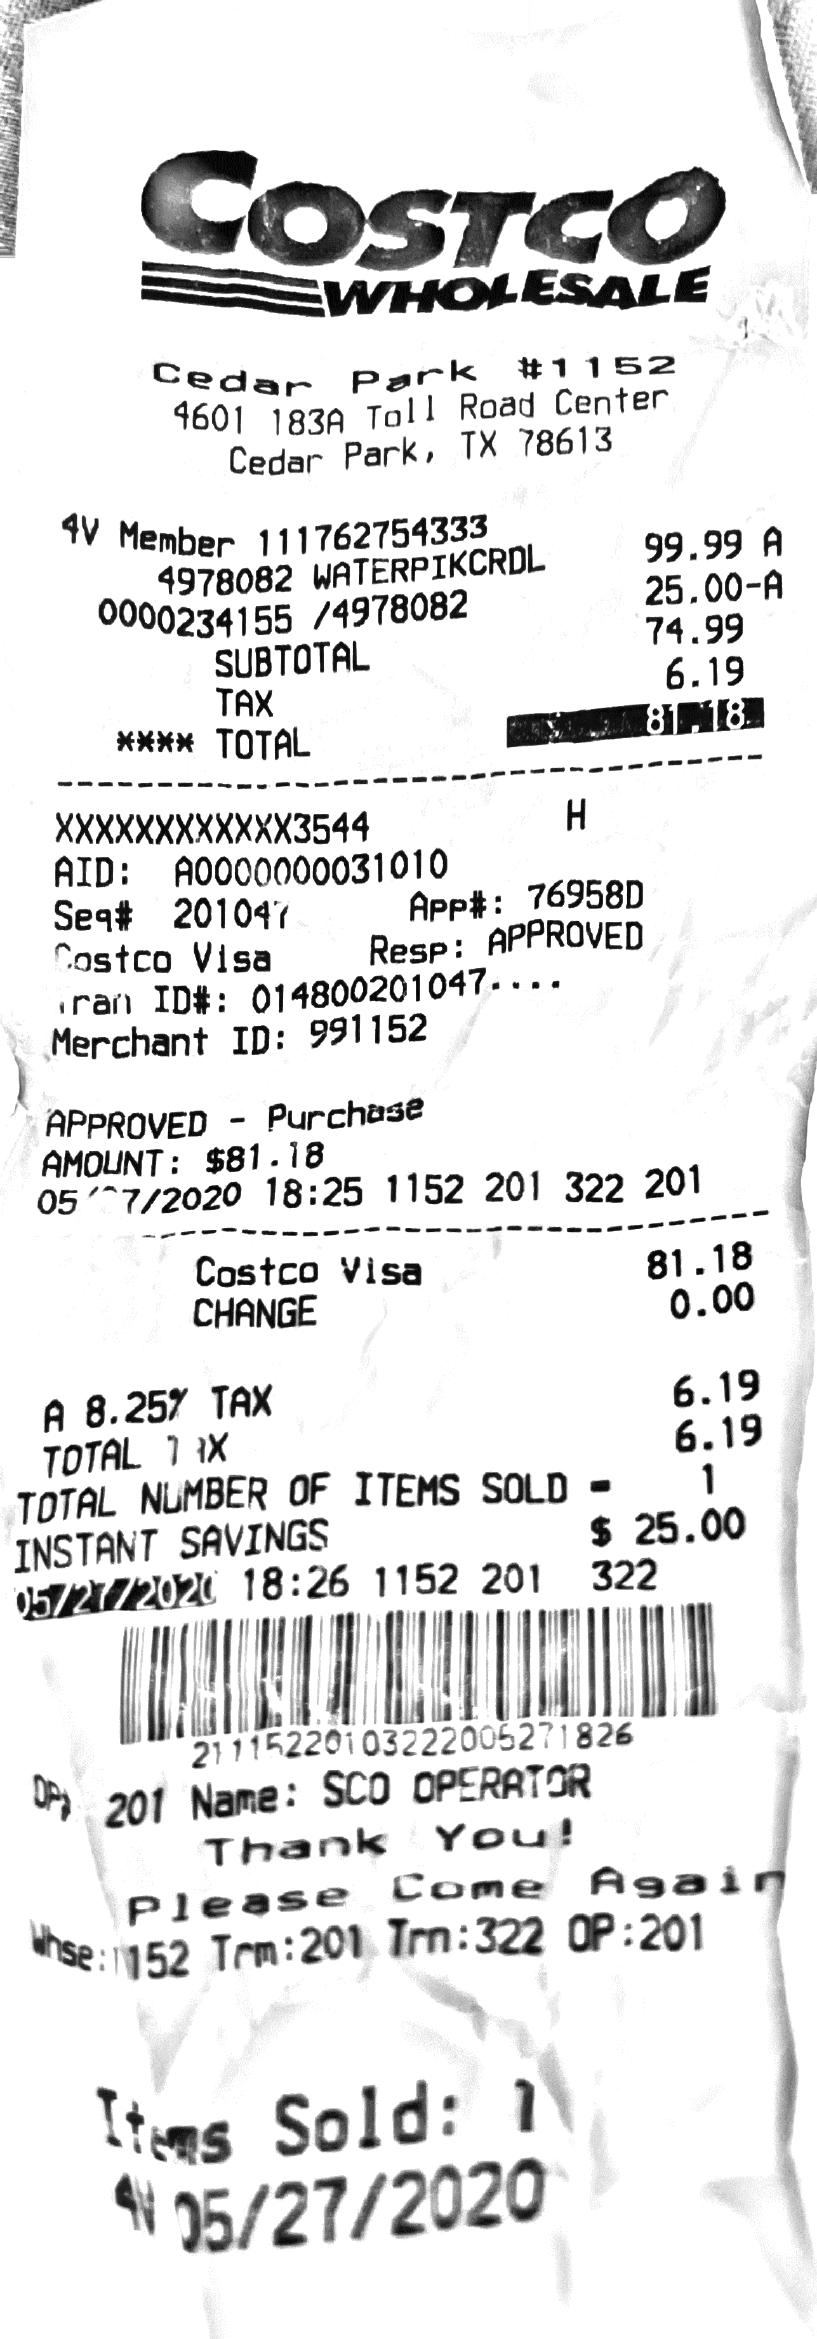 COSTCO
WHOLESALE
Cedar Park #1152
4601 183A Toll Road Center
Cedar Park, TX 78613
4V Member 111762754333
4978082 WATERPIKCRDL 99.99 A
0000234155 /4978082 25.00-A
SUBTOTAL 74.99
TAX 6.19
**** TOTAL 81.18
XXXXXXXXXXXX3544 H
AID: A0000000031010
Seq# 201047 App#: 76958D
Costco Visa Resp: APPROVED
Tran ID#: 014800201047....
Merchant ID: 991152
APPROVED - Purchase
AMOUNT: $81.18
05/27/2020 18:25 1152 201 322 201
Costco Visa 81.18
CHANGE 0.00
A 8.25% TAX 6.19
TOTAL TAX 6.19
TOTAL NUMBER OF ITEMS SOLD = 1
INSTANT SAVINGS $ 25.00
05/27/2020 18:26 1152 201 322
21115220103222005271826
OP# 201 Name: SCO OPERATOR
Thank You!
Please Come Again
Whse:1152 Trm:201 Trn:322 OP:201
Items Sold: 1
4V 05/27/2020